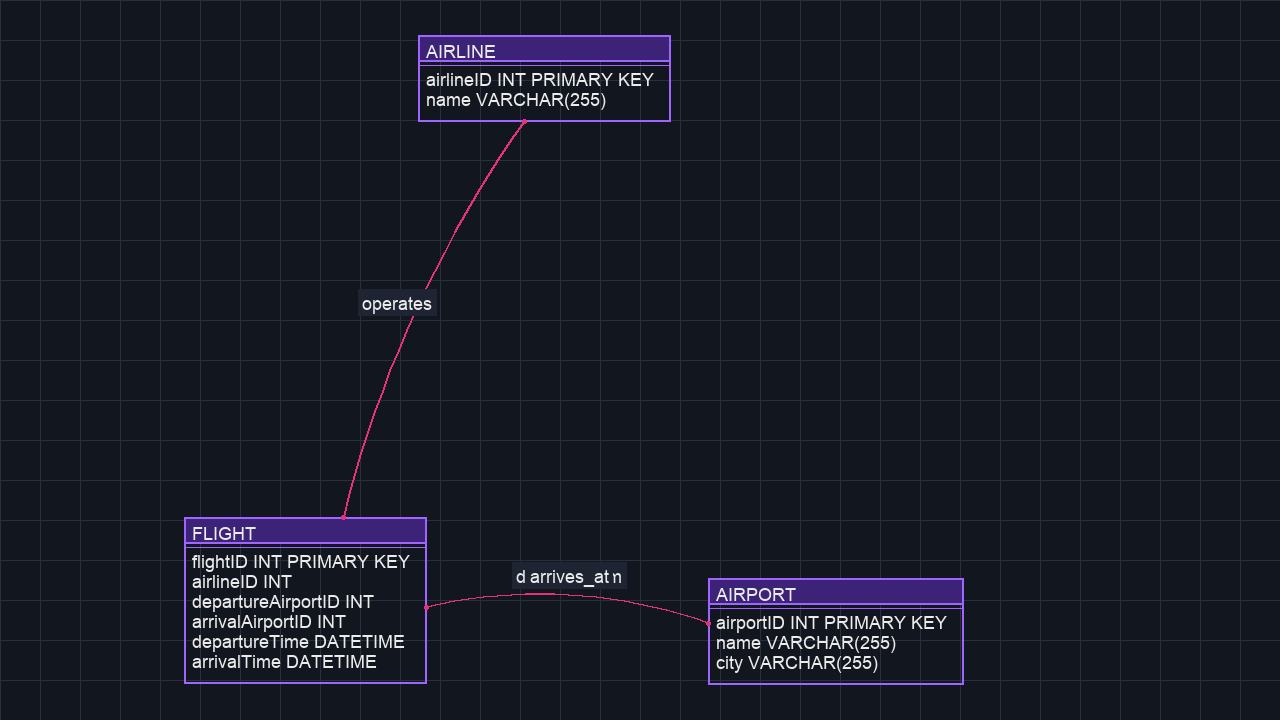 AIRLINE
airlineID INT PRIMARY KEY
name VARCHAR(255)
operates
FLIGHT
flightID INT PRIMARY KEY
airlineID INT
departureAirportID INT
arrivalAirportID INT
departureTime DATETIME
arrivalTime DATETIME
arrives_at
AIRPORT
airportID INT PRIMARY KEY
name VARCHAR(255)
city VARCHAR(255)